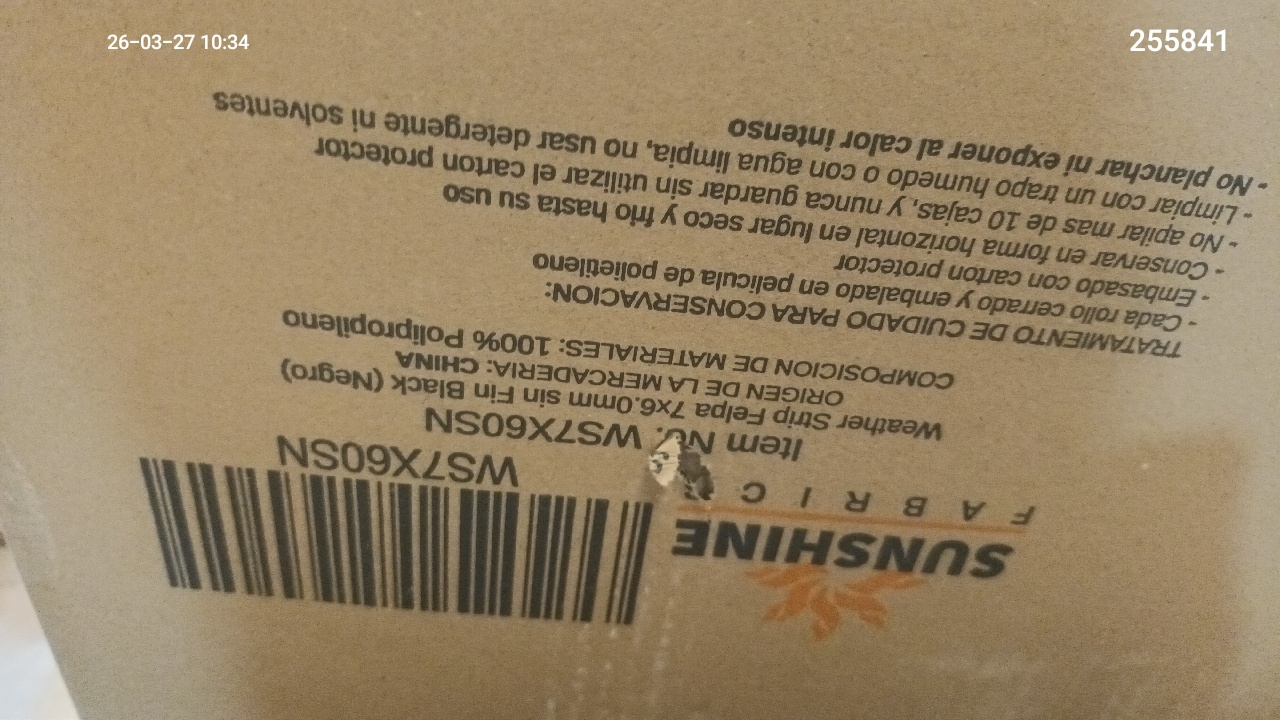 26-03-27 10:34
255841
SUNSHINE
FABRIC
WS7X60SN
Item No. WS7X60SN
Weather Strip Felpa 7x6.0mm sin Fin Black (Negro)
ORIGEN DE LA MERCADERIA: CHINA
COMPOSICION DE MATERIALES: 100% Polipropileno
TRATAMIENTO DE CUIDADO PARA CONSERVACION:
- Cada rollo cerrado y embalado en pelicula de polietileno
- Embasado con carton protector
- Conservar en forma horizontal en lugar seco y frio hasta su uso
- No apilar mas de 10 cajas, y nunca guardar sin utilizar el carton protector
- Limpiar con un trapo humedo o con agua limpia, no usar detergente ni solventes
- No planchar ni exponer al calor intenso